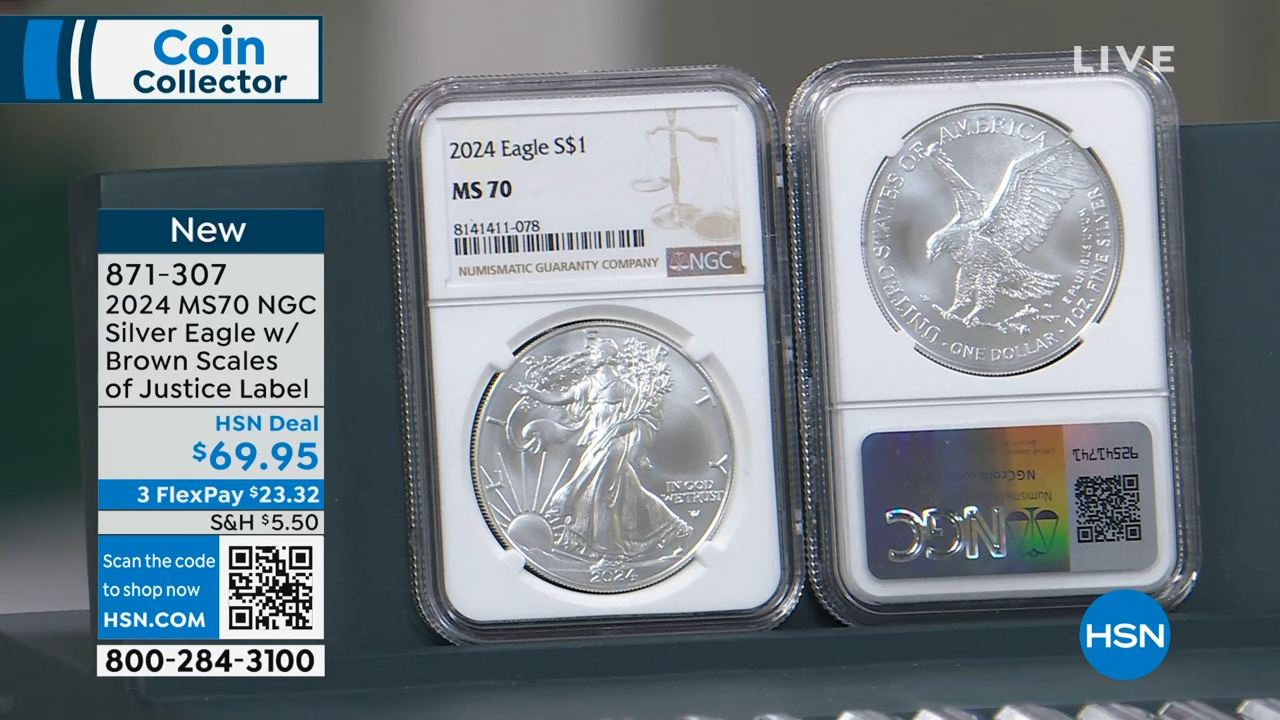 Coin
Collector
LIVE
New
871-307
2024 MS70 NGC
Silver Eagle w/
Brown Scales
of Justice Label
HSN Deal
$69.95
3 FlexPay $23.32
S&H $5.50
Scan the code
to shop now
HSN.COM
800-284-3100
2024 Eagle S$1
MS 70
8141411-078
NUMISMATIC GUARANTY COMPANY
NGC
LIBERTY
IN GOD
WE TRUST
2024
UNITED STATES OF AMERICA
E PLURIBUS UNUM
1 OZ. FINE SILVER
ONE DOLLAR
92541741
NGCcoin.com
NGC
HSN